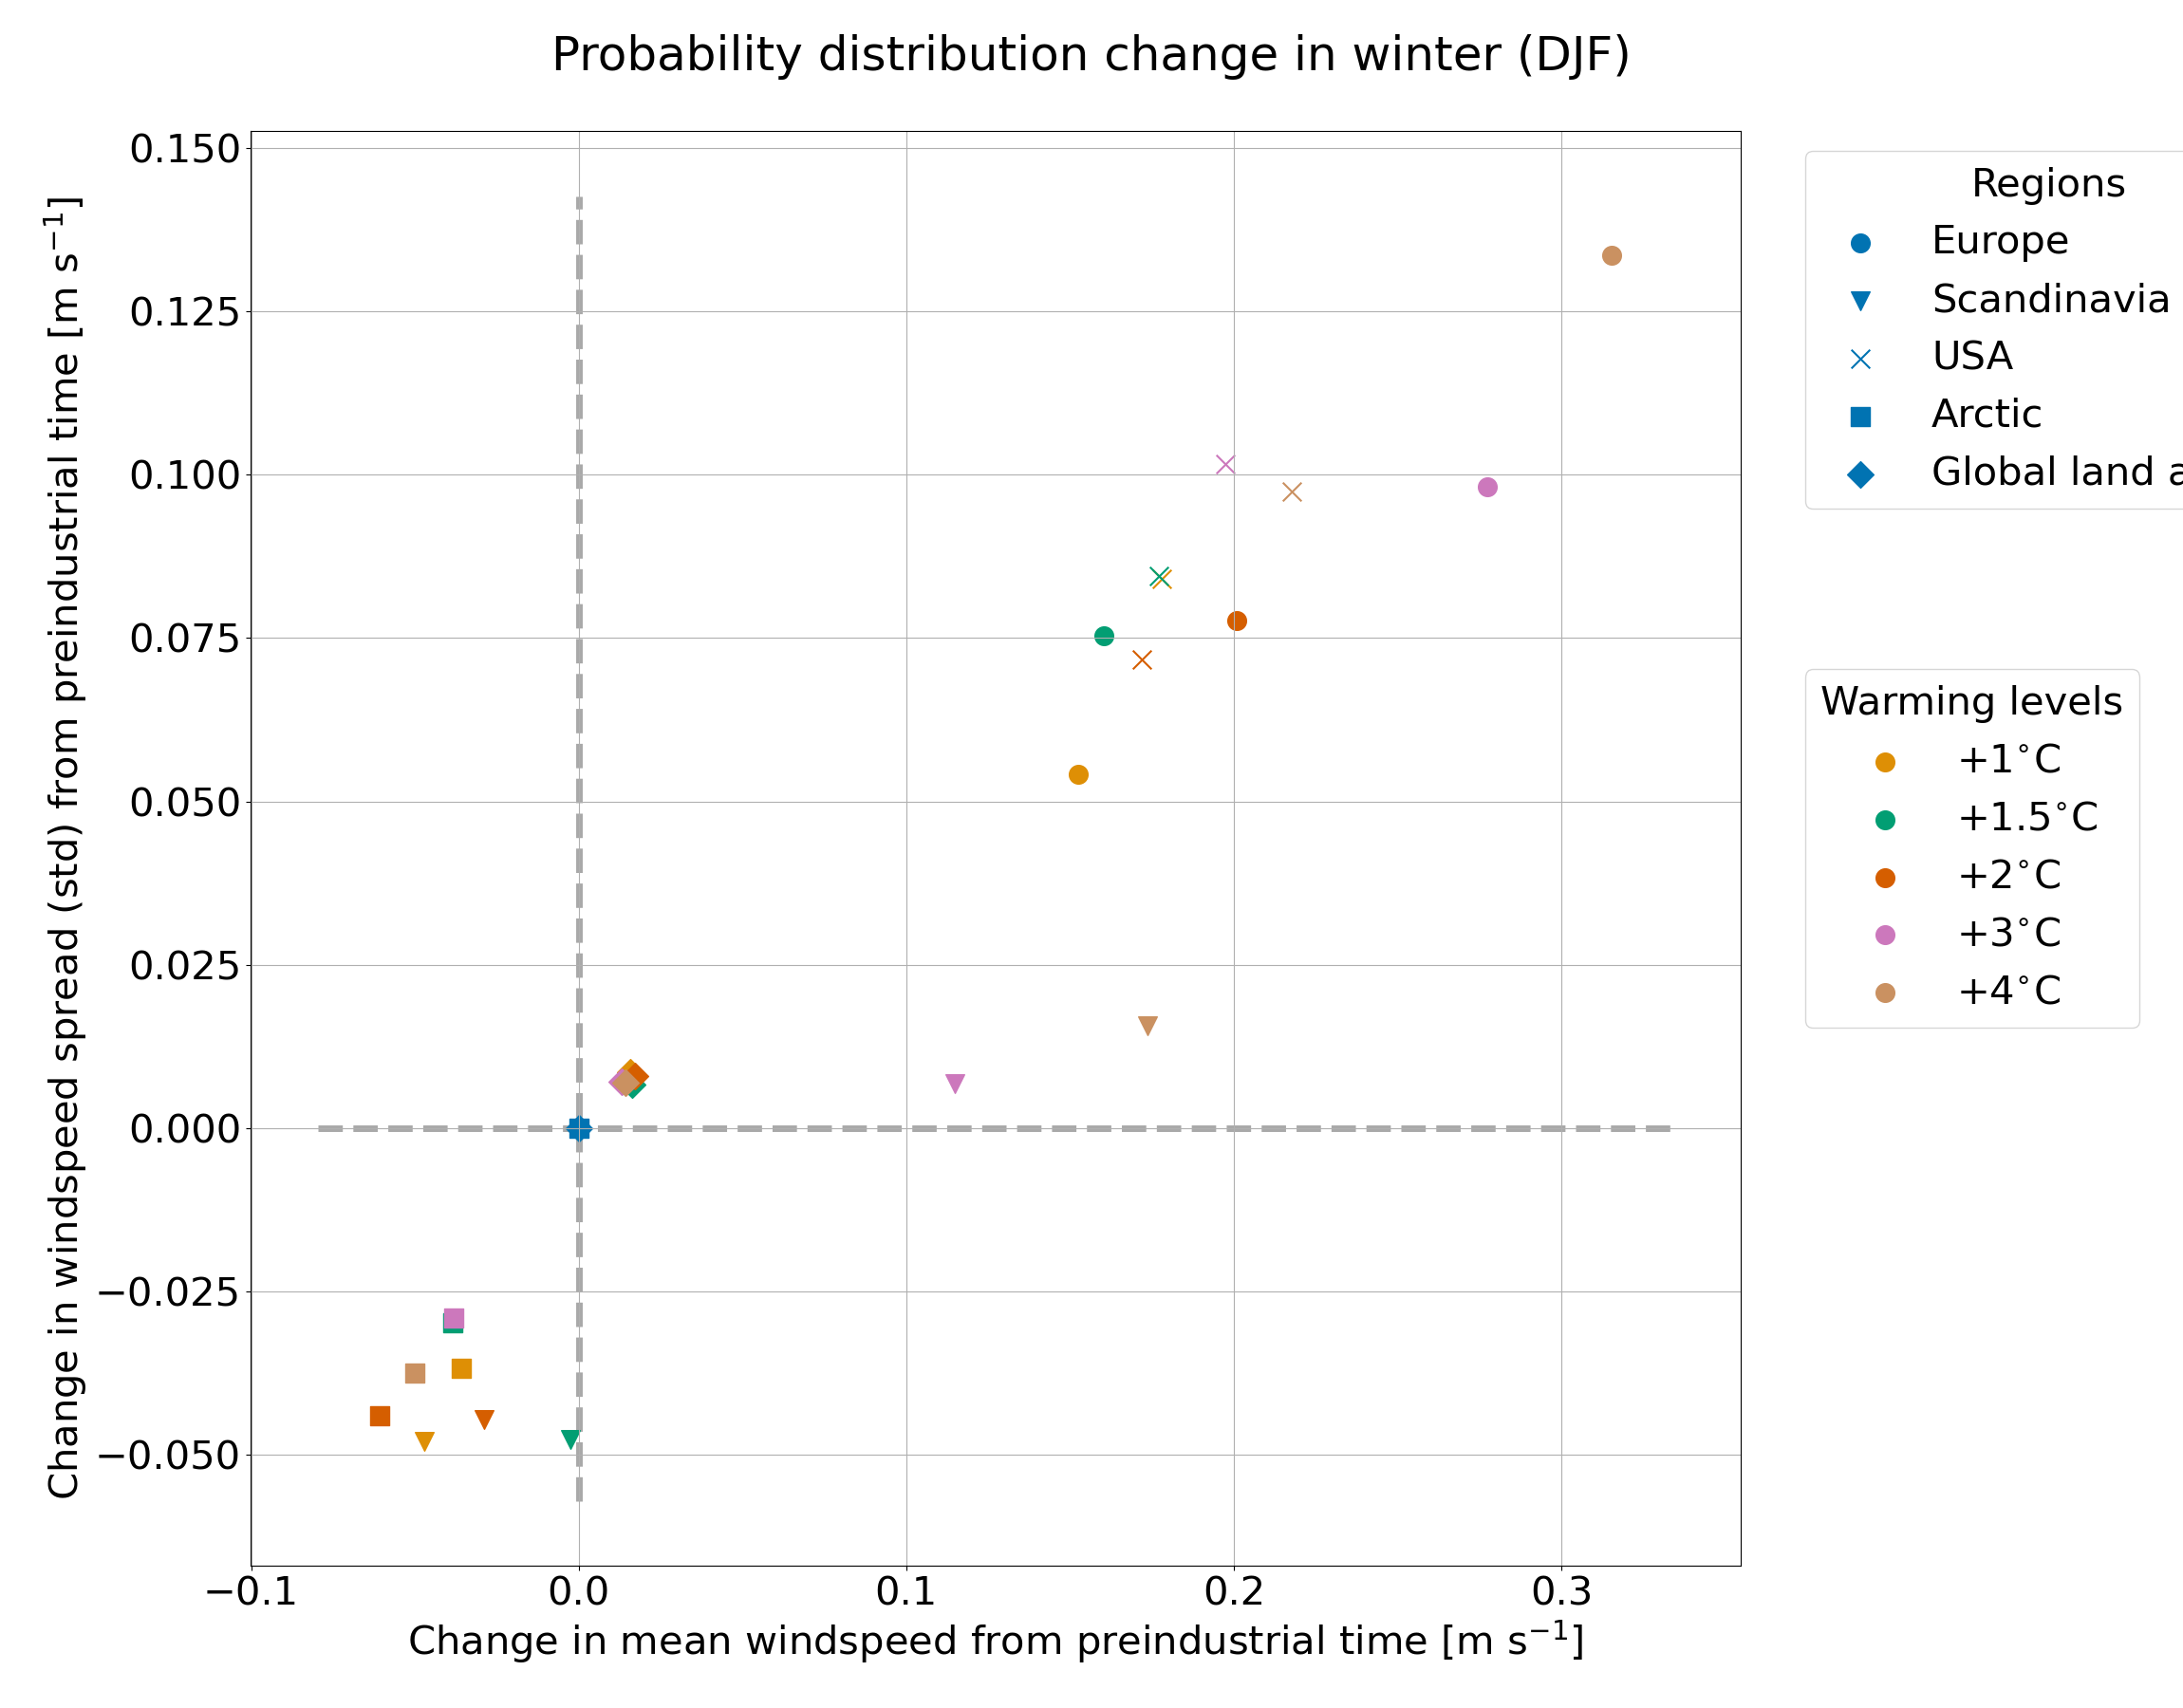 Probability distribution change in winter (DJF)
Change in windspeed spread (std) from preindustrial time [m s⁻¹]
0.150
0.125
0.100
0.075
0.050
0.025
0.000
−0.025
−0.050
−0.1
0.0
0.1
0.2
0.3
Change in mean windspeed from preindustrial time [m s⁻¹]
Regions
Europe
Scandinavia
USA
Arctic
Global land a
Warming levels
+1°C
+1.5°C
+2°C
+3°C
+4°C